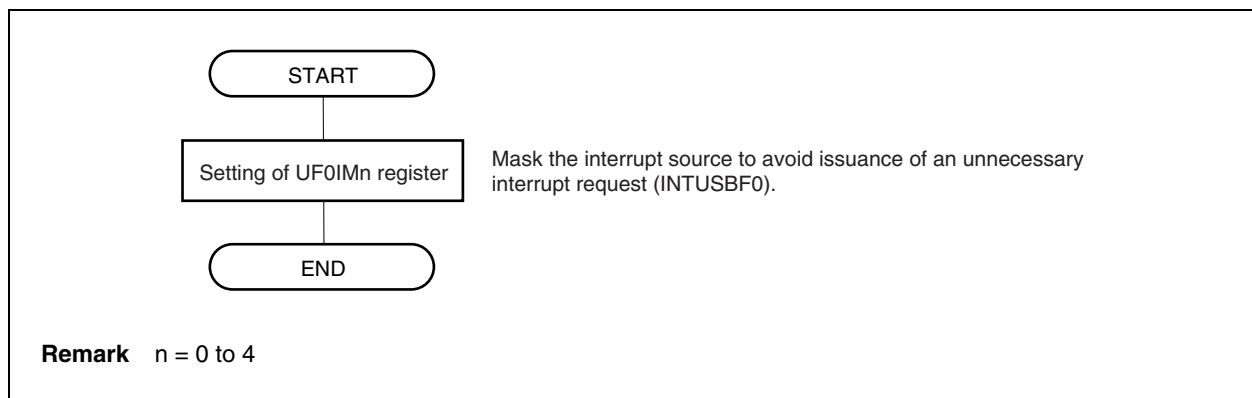 START
Setting of UF0IMn register
Mask the interrupt source to avoid issuance of an unnecessary
interrupt request (INTUSBF0).
END
Remark n = 0 to 4